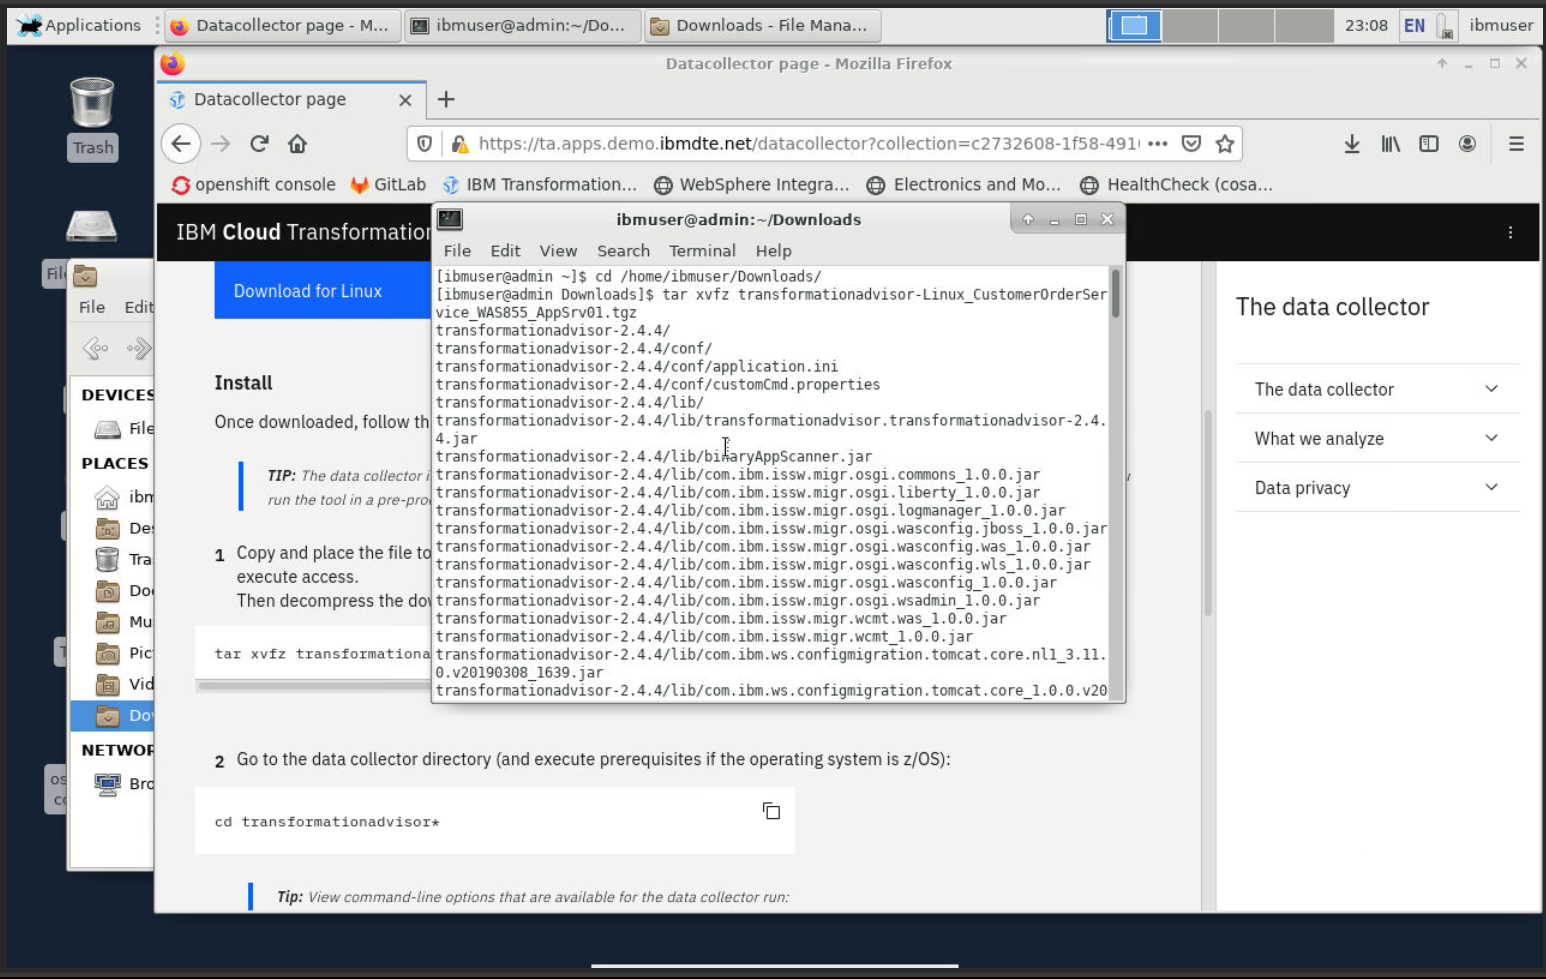 Applications
Datacollector page - M...
ibmuser@admin:~/Do...
Downloads - File Mana...
23:08
EN
ibmuser
Trash
Datacollector page - Mozilla Firefox
Datacollector page
https://ta.apps.demo.ibmdte.net/datacollector?collection=c2732608-1f58-491
openshift console
GitLab
IBM Transformation...
WebSphere Integra...
Electronics and Mo...
HealthCheck (cosa...
IBM Cloud Transformation
File
Edit
DEVICES
File
PLACES
ibm
Des
Tra
Do
Mu
Pic
Vid
Do
NETWOR
Bro
os
Download for Linux
Install
Once downloaded, follow th
TIP: The data collector i
run the tool in a pre-pro
1 Copy and place the file to
execute access.
Then decompress the do
tar xvfz transformationa
2 Go to the data collector directory (and execute prerequisites if the operating system is z/OS):
cd transformationadvisor*
Tip: View command-line options that are available for the data collector run:
ibmuser@admin:~/Downloads
File Edit View Search Terminal Help
[ibmuser@admin ~]$ cd /home/ibmuser/Downloads/
[ibmuser@admin Downloads]$ tar xvfz transformationadvisor-Linux_CustomerOrderSer
vice_WAS855_AppSrv01.tgz
transformationadvisor-2.4.4/
transformationadvisor-2.4.4/conf/
transformationadvisor-2.4.4/conf/application.ini
transformationadvisor-2.4.4/conf/customCmd.properties
transformationadvisor-2.4.4/lib/
transformationadvisor-2.4.4/lib/transformationadvisor.transformationadvisor-2.4.
4.jar
transformationadvisor-2.4.4/lib/binaryAppScanner.jar
transformationadvisor-2.4.4/lib/com.ibm.issw.migr.osgi.commons_1.0.0.jar
transformationadvisor-2.4.4/lib/com.ibm.issw.migr.osgi.liberty_1.0.0.jar
transformationadvisor-2.4.4/lib/com.ibm.issw.migr.osgi.logmanager_1.0.0.jar
transformationadvisor-2.4.4/lib/com.ibm.issw.migr.osgi.wasconfig.jboss_1.0.0.jar
transformationadvisor-2.4.4/lib/com.ibm.issw.migr.osgi.wasconfig.was_1.0.0.jar
transformationadvisor-2.4.4/lib/com.ibm.issw.migr.osgi.wasconfig.wls_1.0.0.jar
transformationadvisor-2.4.4/lib/com.ibm.issw.migr.osgi.wasconfig_1.0.0.jar
transformationadvisor-2.4.4/lib/com.ibm.issw.migr.osgi.wsadmin_1.0.0.jar
transformationadvisor-2.4.4/lib/com.ibm.issw.migr.wcmt.was_1.0.0.jar
transformationadvisor-2.4.4/lib/com.ibm.issw.migr.wcmt_1.0.0.jar
transformationadvisor-2.4.4/lib/com.ibm.ws.configmigration.tomcat.core.nl1_3.11.
0.v20190308_1639.jar
transformationadvisor-2.4.4/lib/com.ibm.ws.configmigration.tomcat.core_1.0.0.v20
The data collector
The data collector
What we analyze
Data privacy